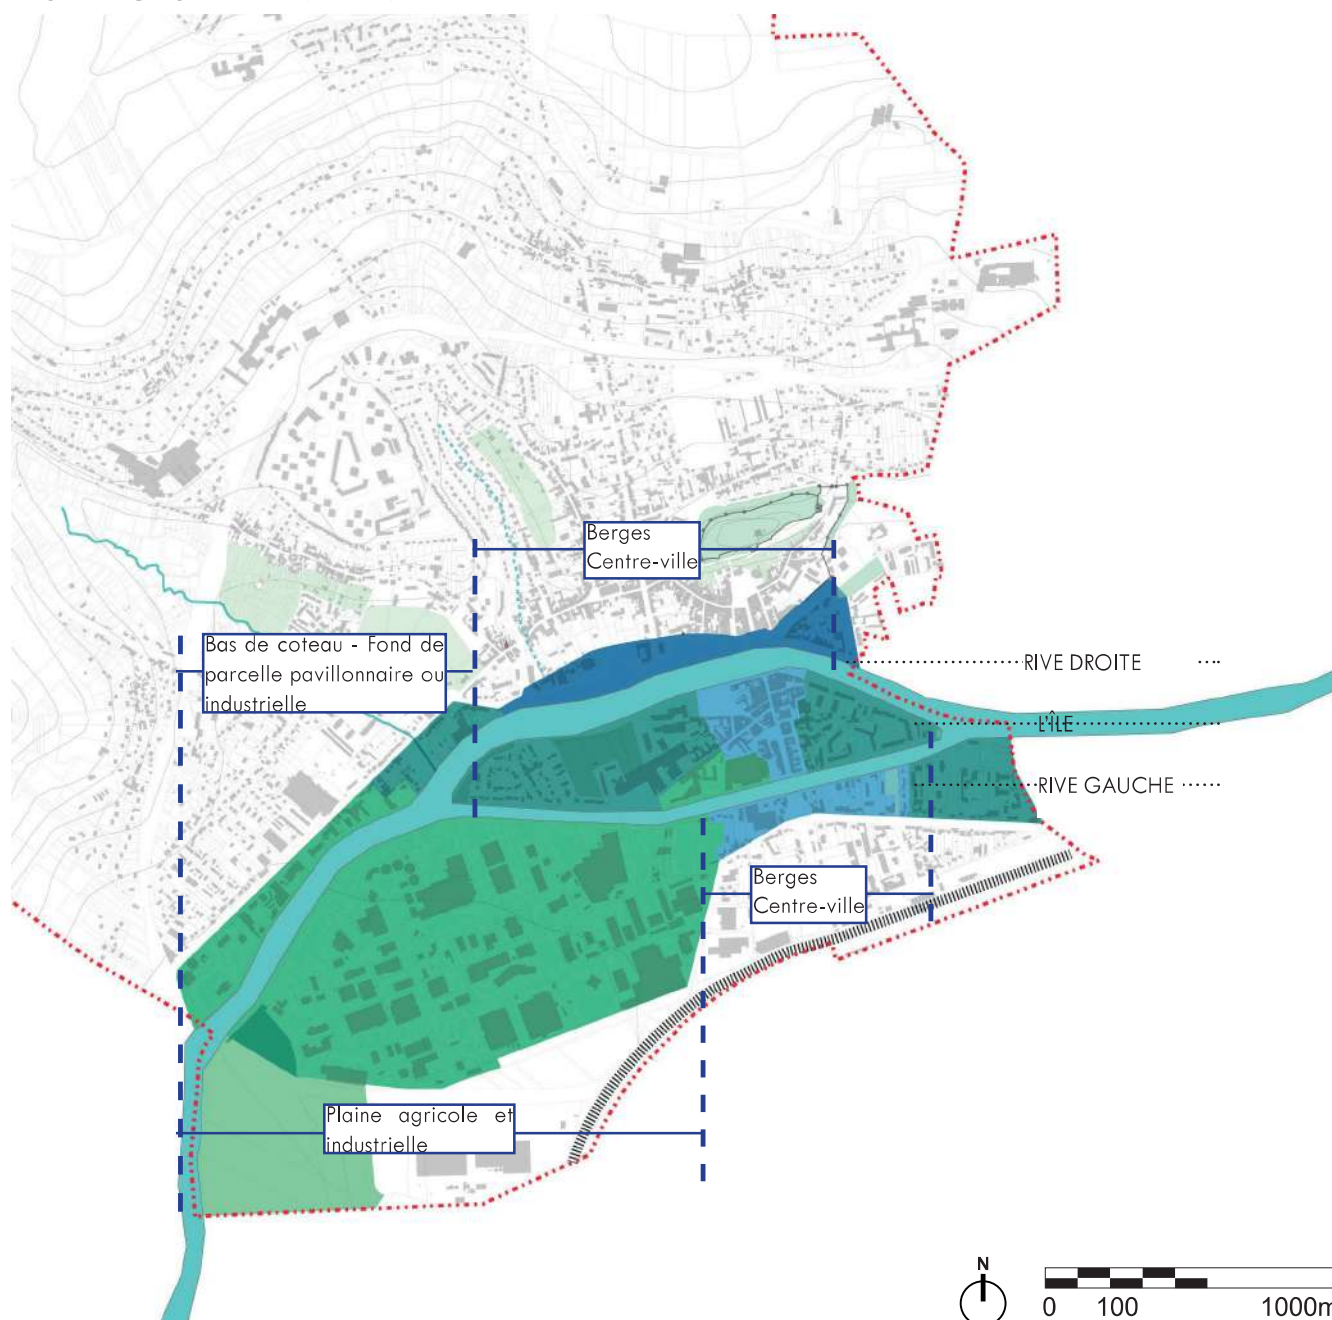 Berges
Centre-ville
Bas de coteau - Fond de
parcelle pavillonnaire ou
industrielle
RIVE DROITE
L'ÎLE
RIVE GAUCHE
Berges
Centre-ville
Plaine agricole et
industrielle
N
0 100 1000m